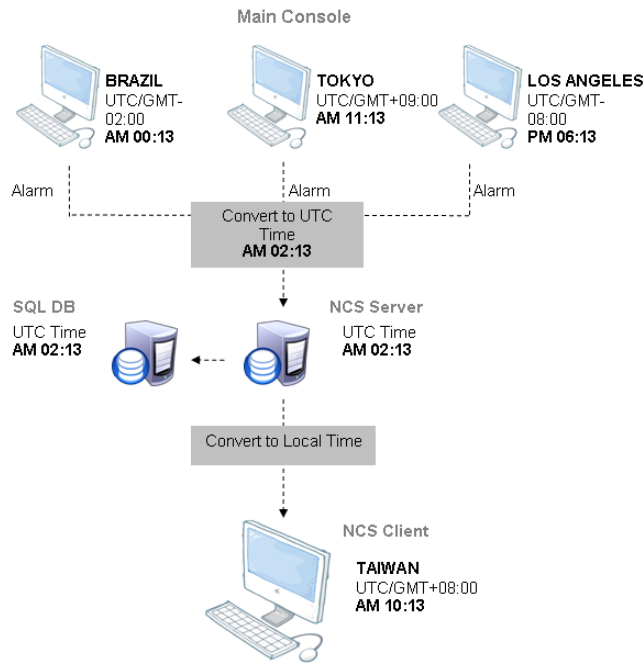 Main Console
BRAZIL
UTC/GMT-
02:00
AM 00:13
TOKYO
UTC/GMT+09:00
AM 11:13
LOS ANGELES
UTC/GMT-
08:00
PM 06:13
Alarm
Alarm
Alarm
Convert to UTC
Time
AM 02:13
SQL DB
UTC Time
AM 02:13
NCS Server
UTC Time
AM 02:13
Convert to Local Time
NCS Client
TAIWAN
UTC/GMT+08:00
AM 10:13